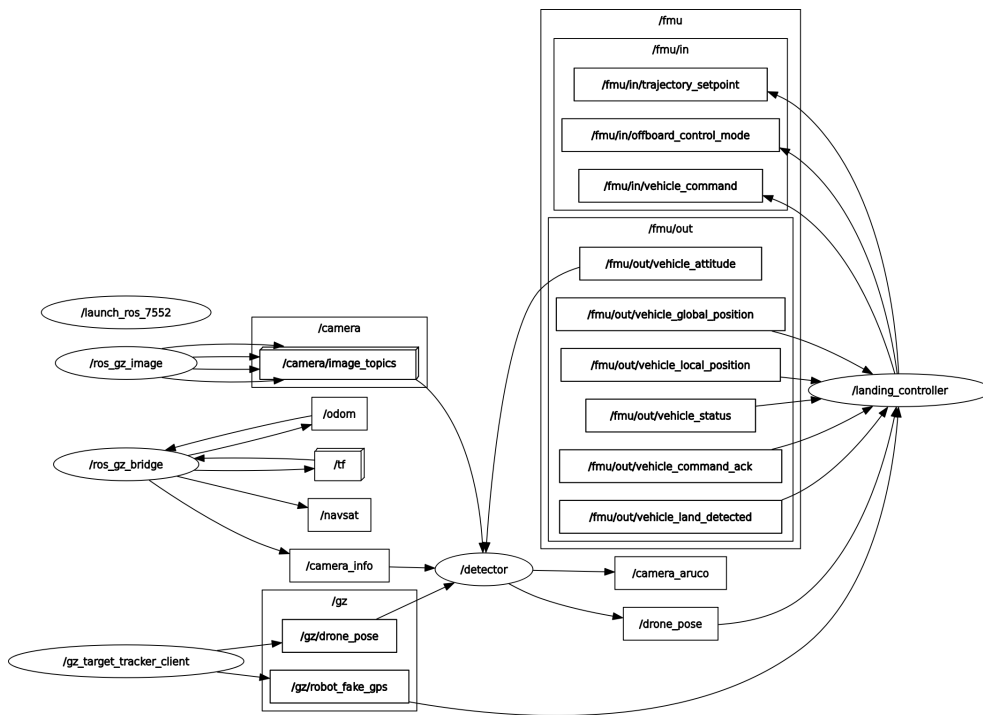 /fmu
/fmu/in
/fmu/in/trajectory_setpoint
/fmu/in/offboard_control_mode
/fmu/in/vehicle_command
/fmu/out
/fmu/out/vehicle_attitude
/fmu/out/vehicle_global_position
/fmu/out/vehicle_local_position
/fmu/out/vehicle_status
/fmu/out/vehicle_command_ack
/fmu/out/vehicle_land_detected
/landing_controller
/launch_ros_7552
/camera
/ros_gz_image
/camera/image_topics
/odom
/ros_gz_bridge
/tf
/navsat
/camera_info
/detector
/camera_aruco
/drone_pose
/gz
/gz/drone_pose
/gz_target_tracker_client
/gz/robot_fake_gps